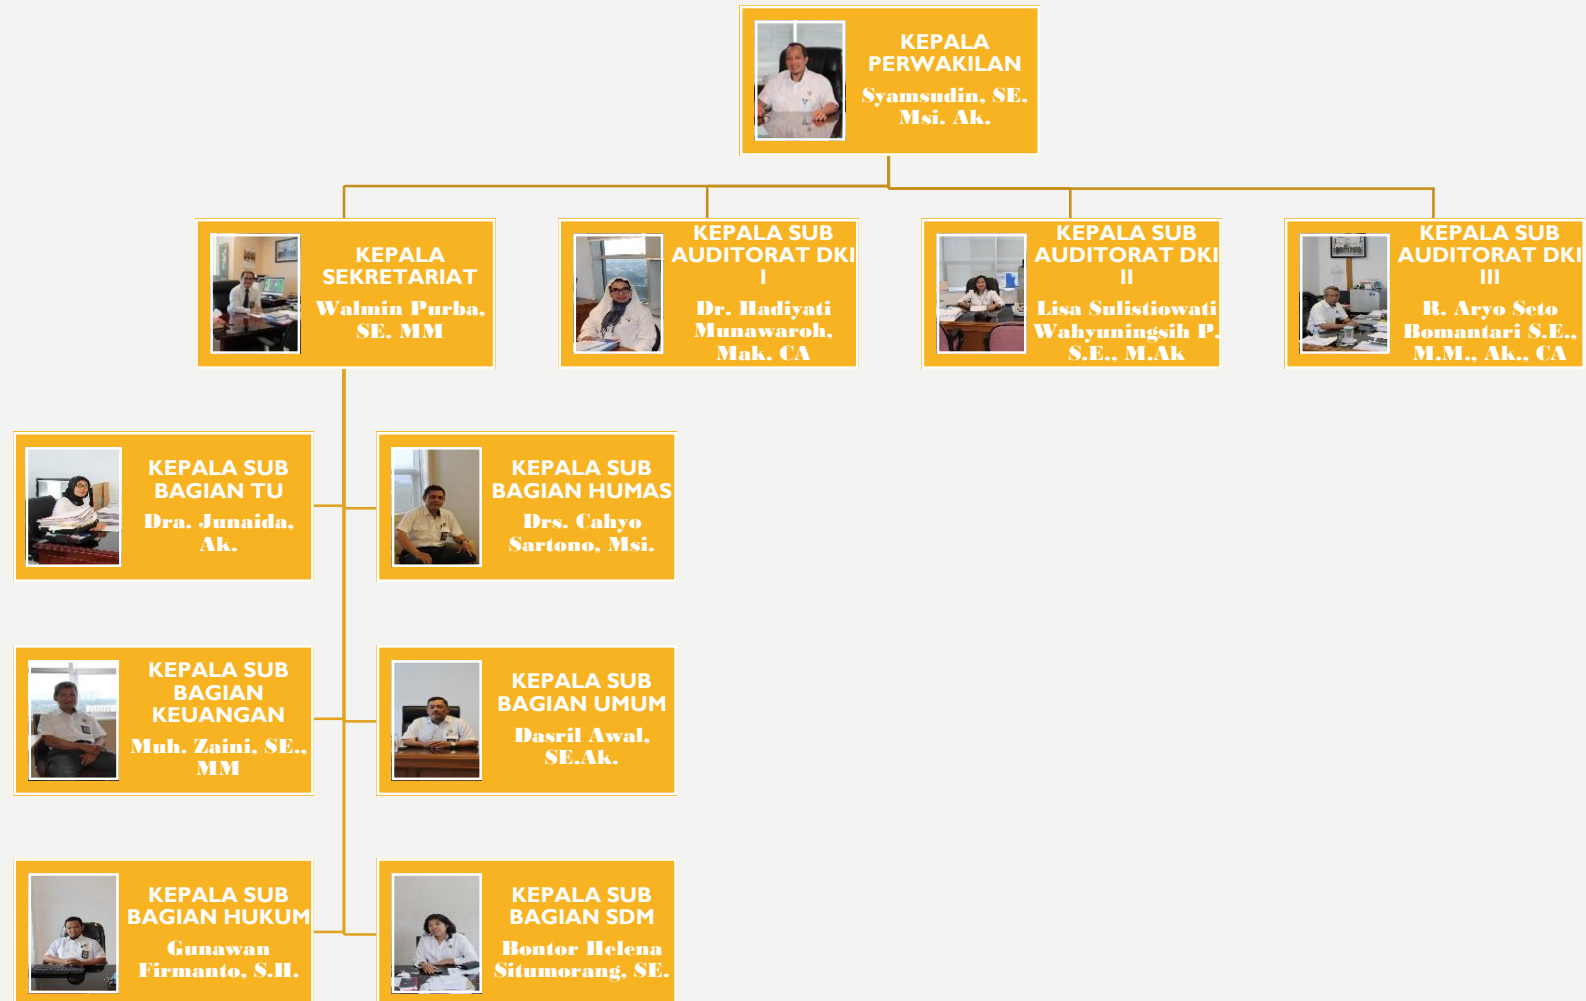 KEPALA
PERWAKILAN
Syamsudin, SE.
Msi. Ak.
KEPALA
SEKRETARIAT
Walmin Purba,
SE. MM
KEPALA SUB
AUDITORAT DKI
I
Dr. Hadiyati
Munawaroh,
Mak. CA
KEPALA SUB
AUDITORAT DKI
II
Lisa Sulistiowati
Wahyuningsih P.
S.E., M.Ak
KEPALA SUB
AUDITORAT DKI
III
R. Aryo Seto
Bomantari S.E.,
M.M., Ak., CA
KEPALA SUB
BAGIAN TU
Dra. Junaida,
Ak.
KEPALA SUB
BAGIAN HUMAS
Drs. Cahyo
Sartono, Msi.
KEPALA SUB
BAGIAN
KEUANGAN
Muh. Zaini, SE.,
MM
KEPALA SUB
BAGIAN UMUM
Dasril Awal,
SE.Ak.
KEPALA SUB
BAGIAN HUKUM
Gunawan
Firmanto, S.H.
KEPALA SUB
BAGIAN SDM
Bontor Helena
Situmorang, SE.